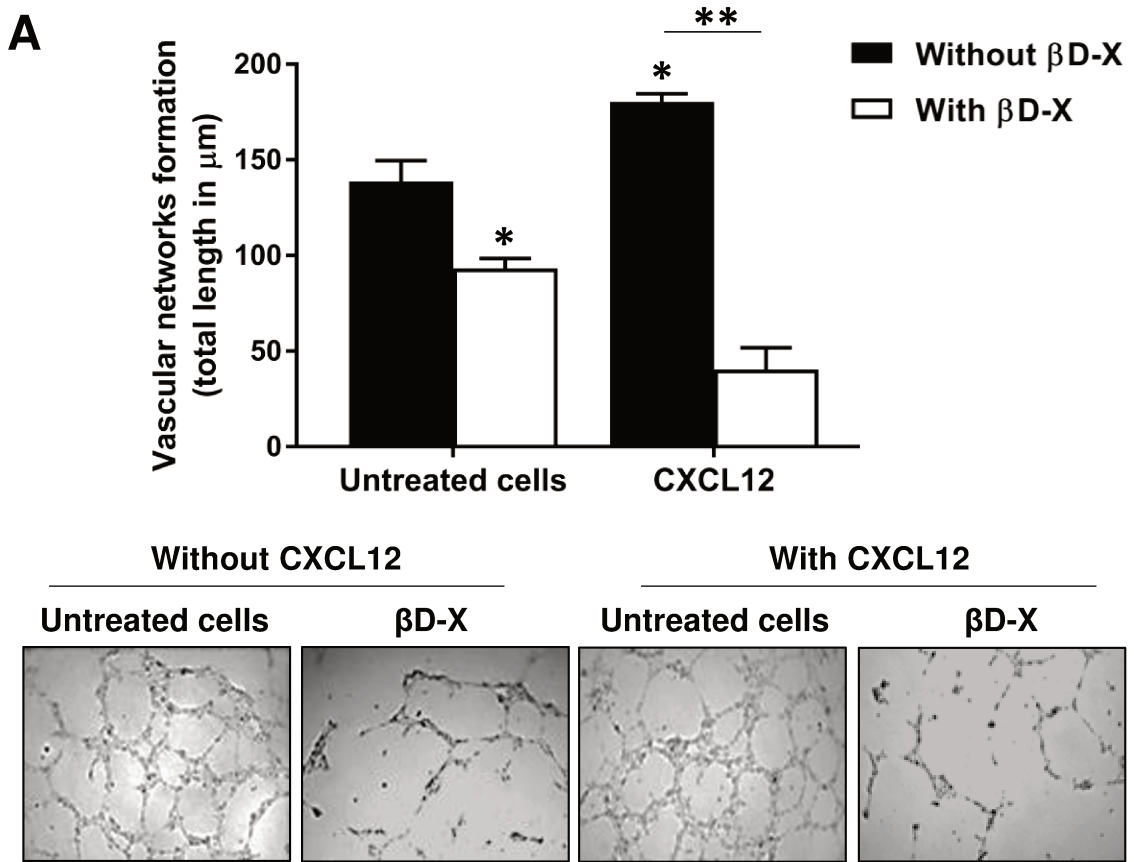 A
**
Without βD-X
With βD-X
*
*
Vascular networks formation
(total length in μm)
200
150
100
50
0
Untreated cells
CXCL12
Without CXCL12
With CXCL12
Untreated cells
βD-X
Untreated cells
βD-X